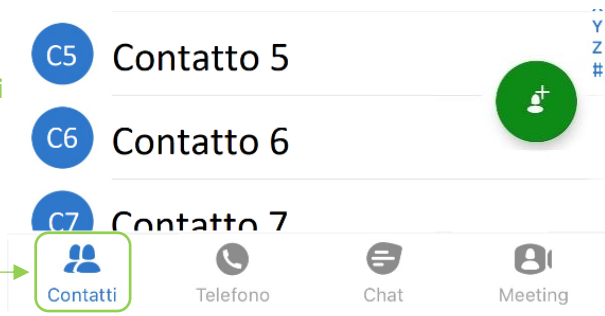 Y
C5 Contatto 5
Z
#
i
C6 Contatto 6
C7 Contatto 7
Contatti Telefono Chat Meeting